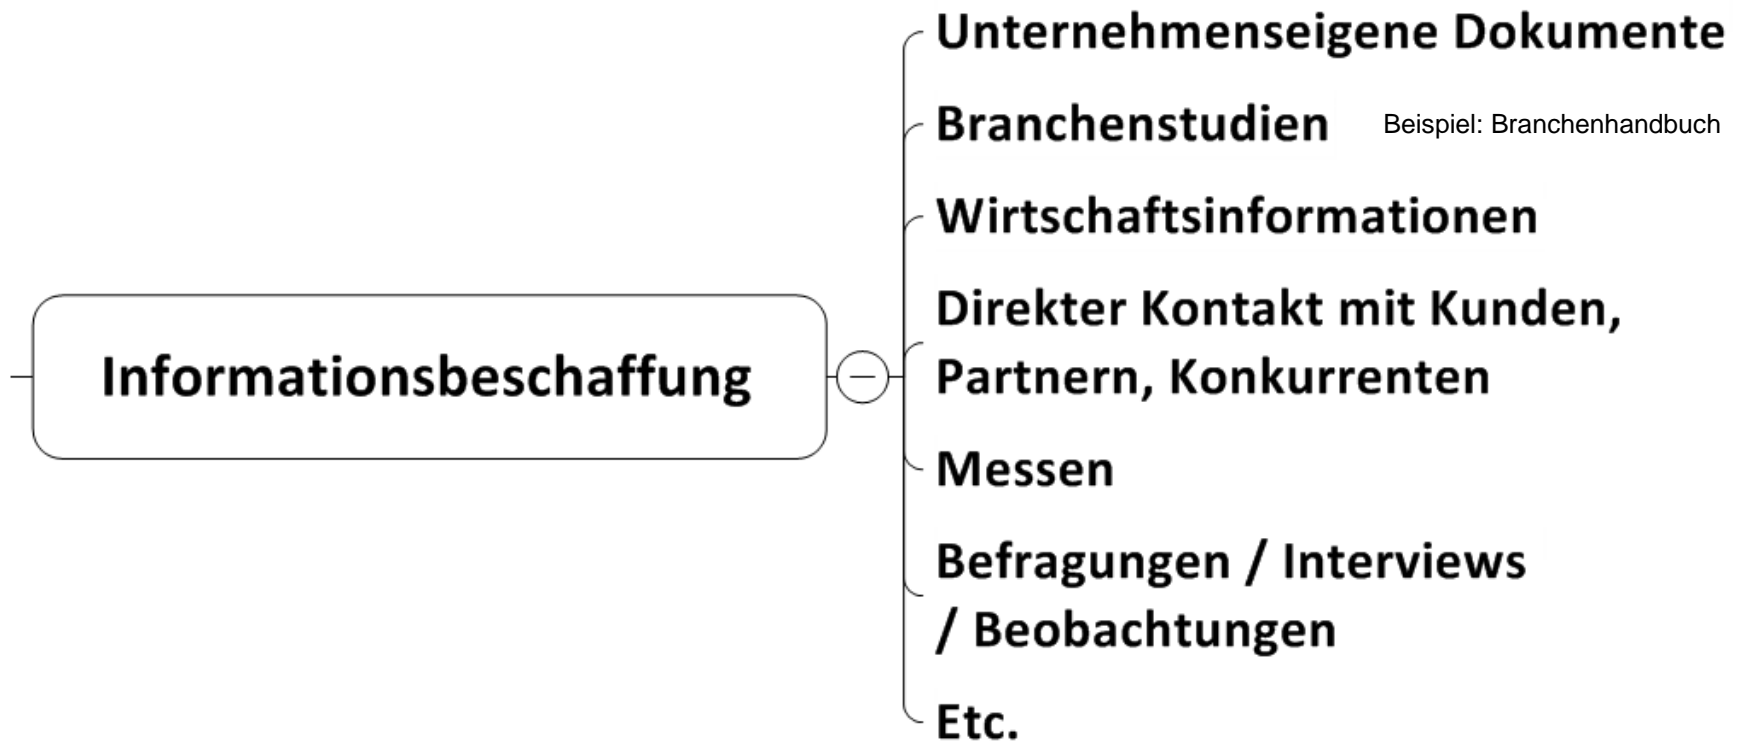 Unternehmenseigene Dokumente
Branchenstudien Beispiel: Branchenhandbuch
Wirtschaftsinformationen
Direkter Kontakt mit Kunden,
Partnern, Konkurrenten
Informationsbeschaffung
Messen
Befragungen / Interviews
/ Beobachtungen
Etc.